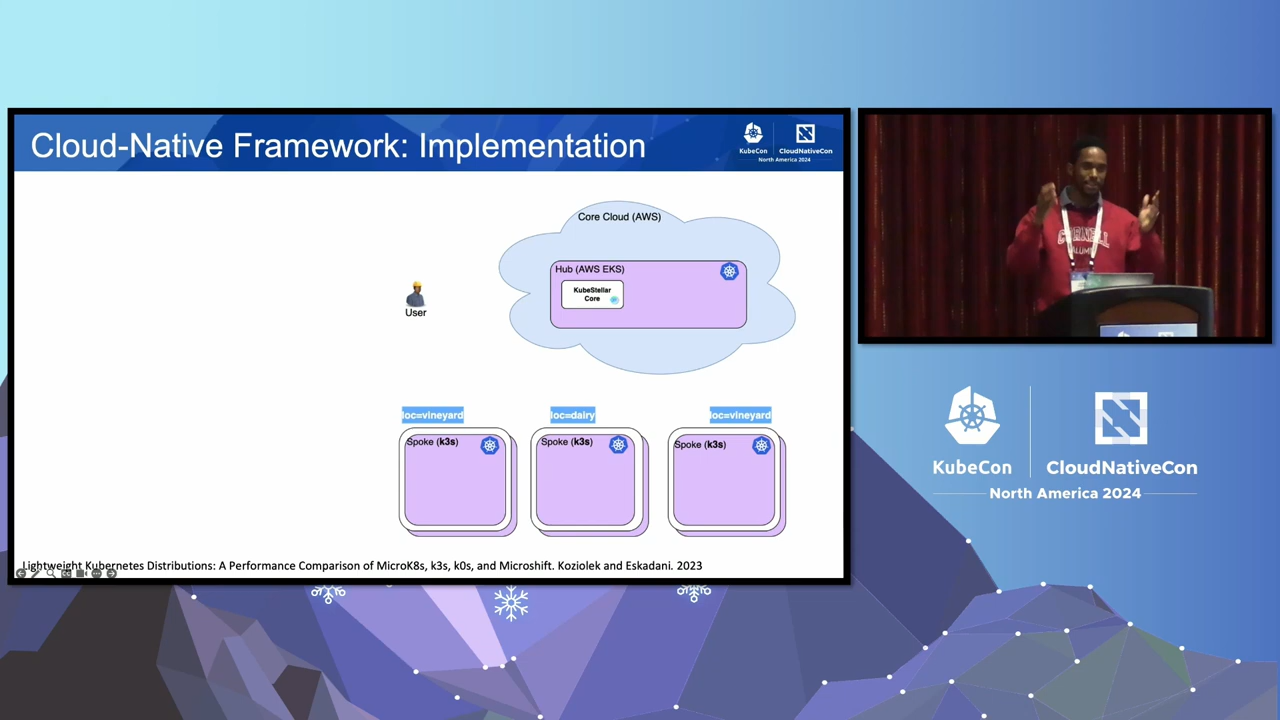 Cloud-Native Framework: Implementation
KubeCon
CloudNativeCon
North America 2024
Core Cloud (AWS)
Hub (AWS EKS)
KubeStellar
Core
User
loc=vineyard
loc=dairy
loc=vineyard
Spoke (k3s)
Spoke (k3s)
Spoke (k3s)
Lightweight Kubernetes Distributions: A Performance Comparison of MicroK8s, k3s, k0s, and Microshift. Koziolek and Eskadani. 2023
CORNELL
ALUMNI
KubeCon
CloudNativeCon
North America 2024